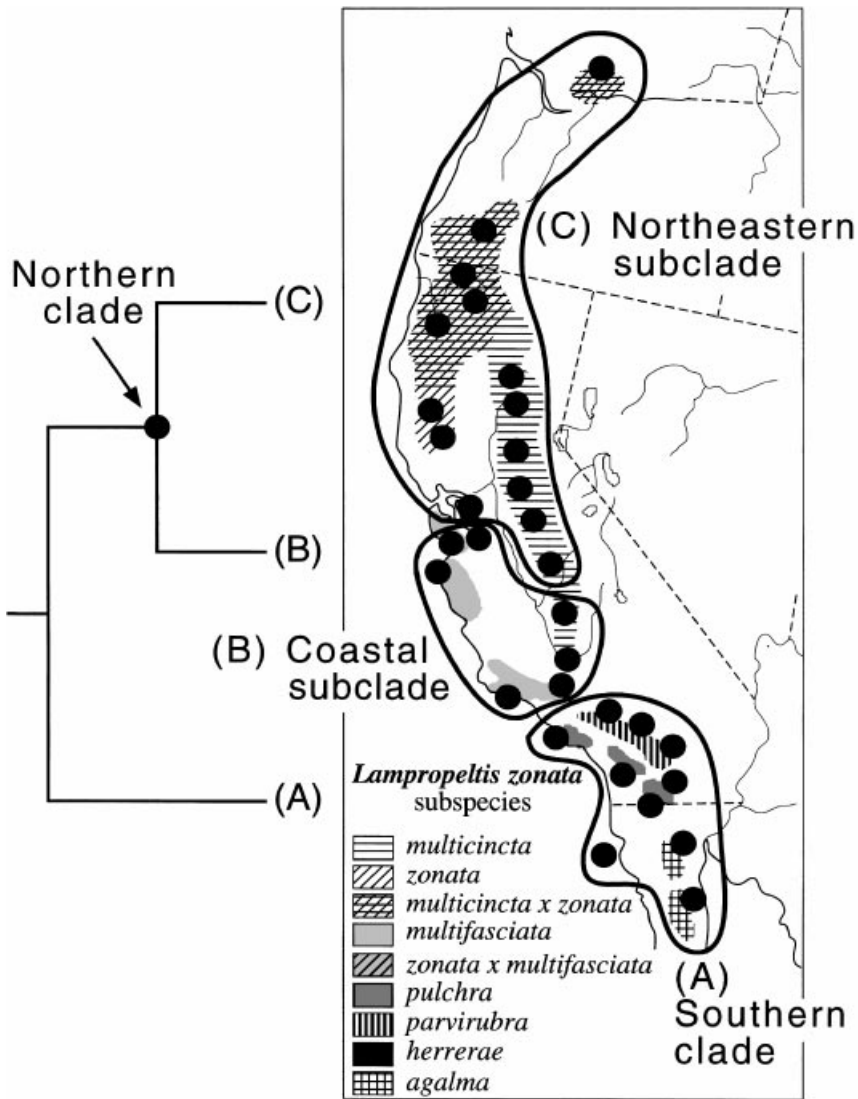 Northern
clade
(C)
(B)
(A)
(C) Northeastern
subclade
(B) Coastal
subclade
(A)
Southern
clade
Lampropeltis zonata
subspecies
multicincta
zonata
multicincta x zonata
multifasciata
zonata x multifasciata
pulchra
parvirubra
herrerae
agalma